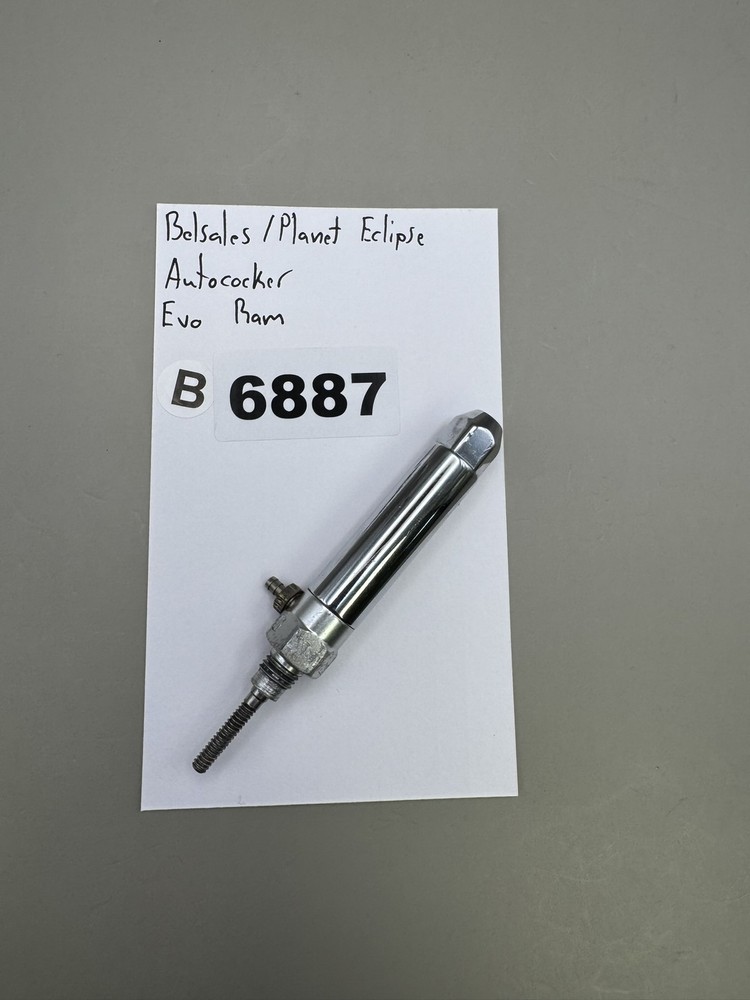 Belsales / Planet Eclipse
Autococker
Evo Ram
B 6887